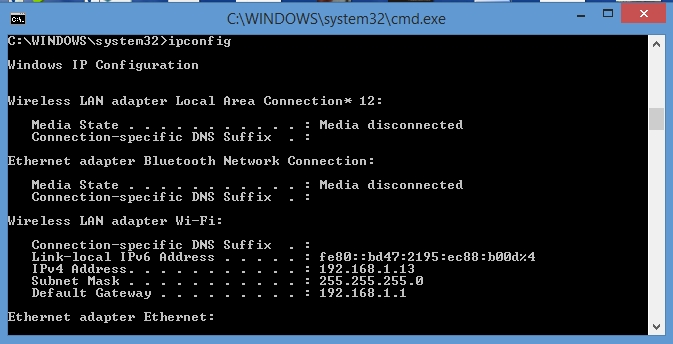 C:\WINDOWS\system32\cmd.exe
C:\WINDOWS\system32>ipconfig
Windows IP Configuration
Wireless LAN adapter Local Area Connection* 12:
Media State . . . . . . . . . . . : Media disconnected
Connection-specific DNS Suffix  . :
Ethernet adapter Bluetooth Network Connection:
Media State . . . . . . . . . . . : Media disconnected
Connection-specific DNS Suffix  . :
Wireless LAN adapter Wi-Fi:
Connection-specific DNS Suffix  . :
Link-local IPv6 Address . . . . . : fe80::bd47:2195:ec88:b00d%4
IPv4 Address. . . . . . . . . . . : 192.168.1.13
Subnet Mask . . . . . . . . . . . : 255.255.255.0
Default Gateway . . . . . . . . . : 192.168.1.1
Ethernet adapter Ethernet: